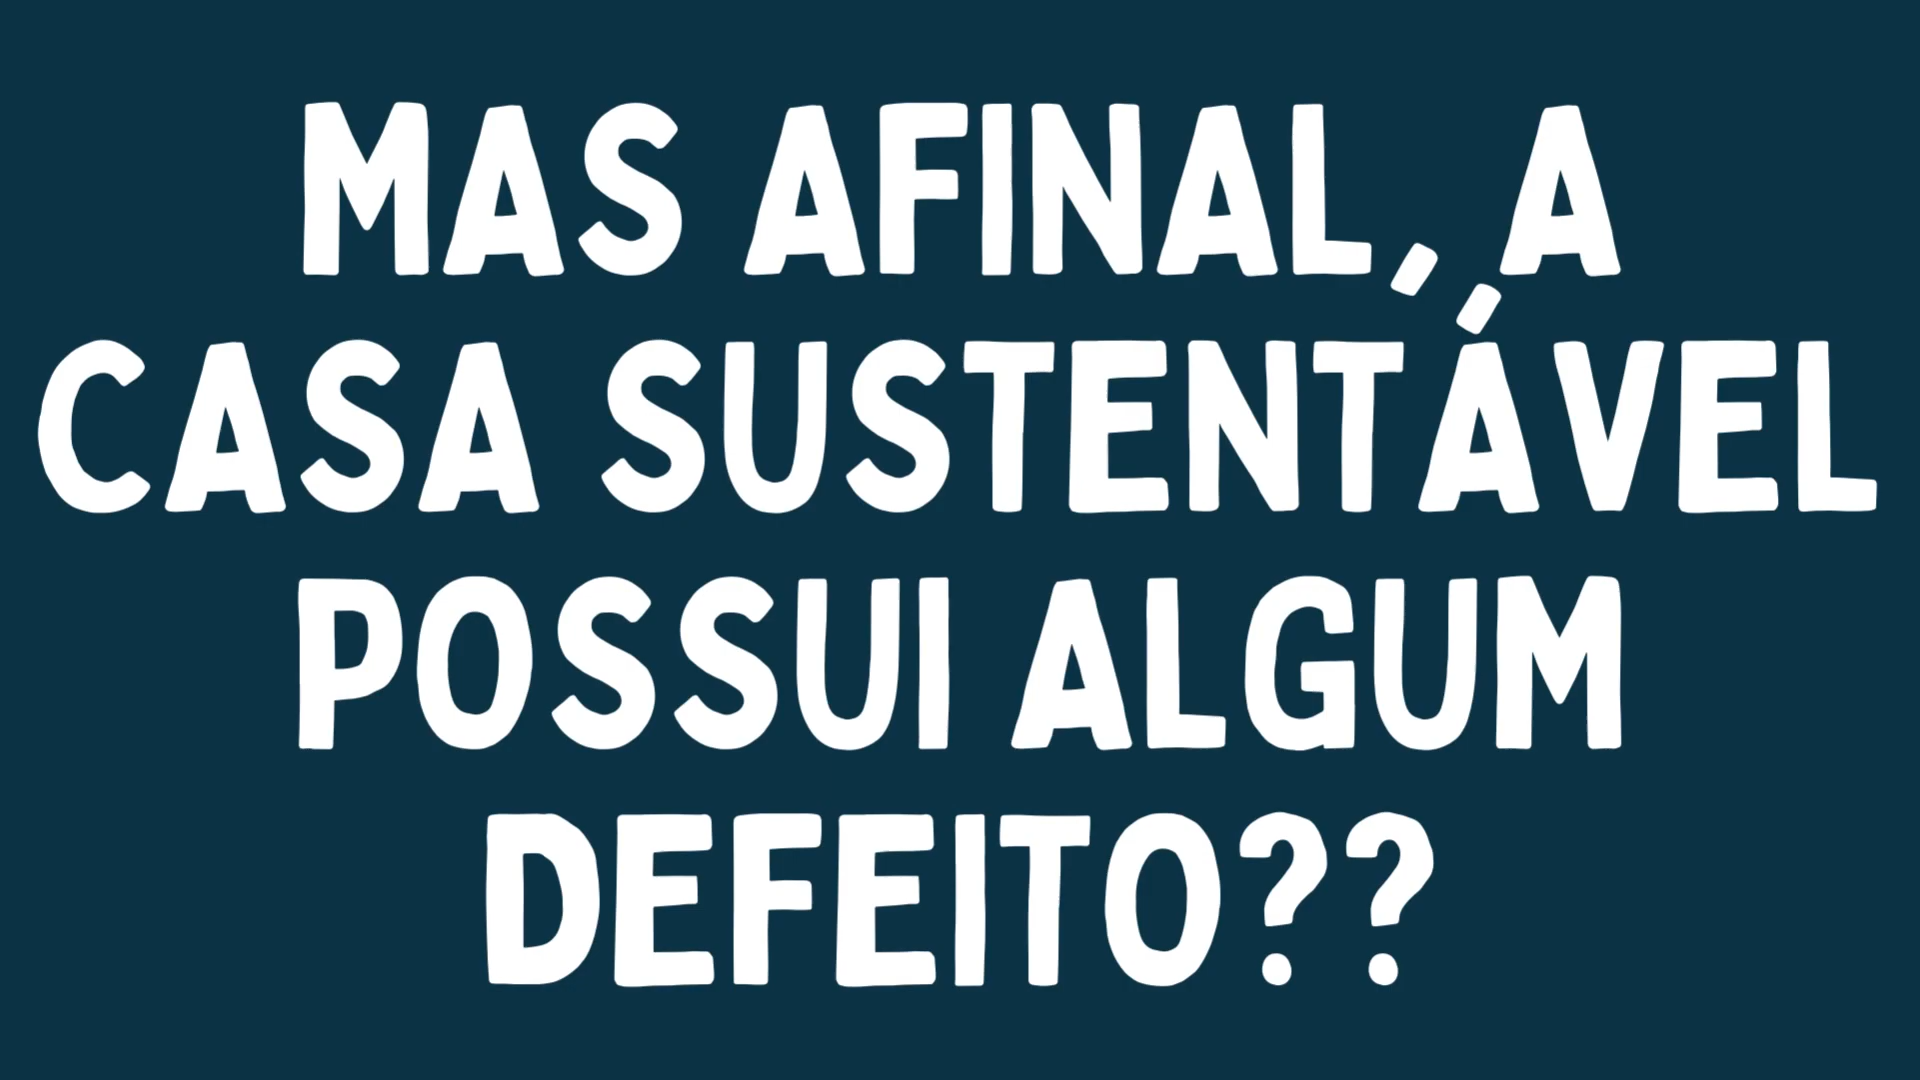 MAS AFINAL, A
CASA SUSTENTÁVEL
POSSUI ALGUM
DEFEITO??